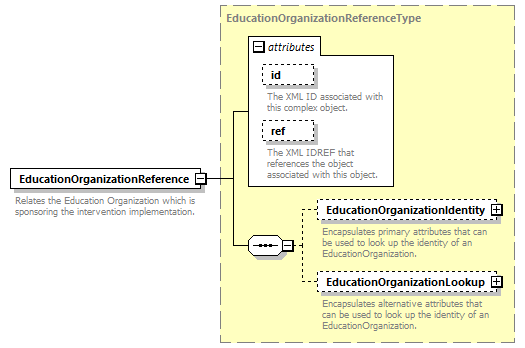 EducationOrganizationReferenceType
attributes
id
The XML ID associated with
this complex object.
ref
The XML IDREF that
references the object
associated with this object.
EducationOrganizationReference
Relates the Education Organization which is
sponsoring the intervention implementation.
EducationOrganizationIdentity
Encapsulates primary attributes that can
be used to look up the identity of an
EducationOrganization.
EducationOrganizationLookup
Encapsulates alternative attributes that
can be used to look up the identity of an
EducationOrganization.